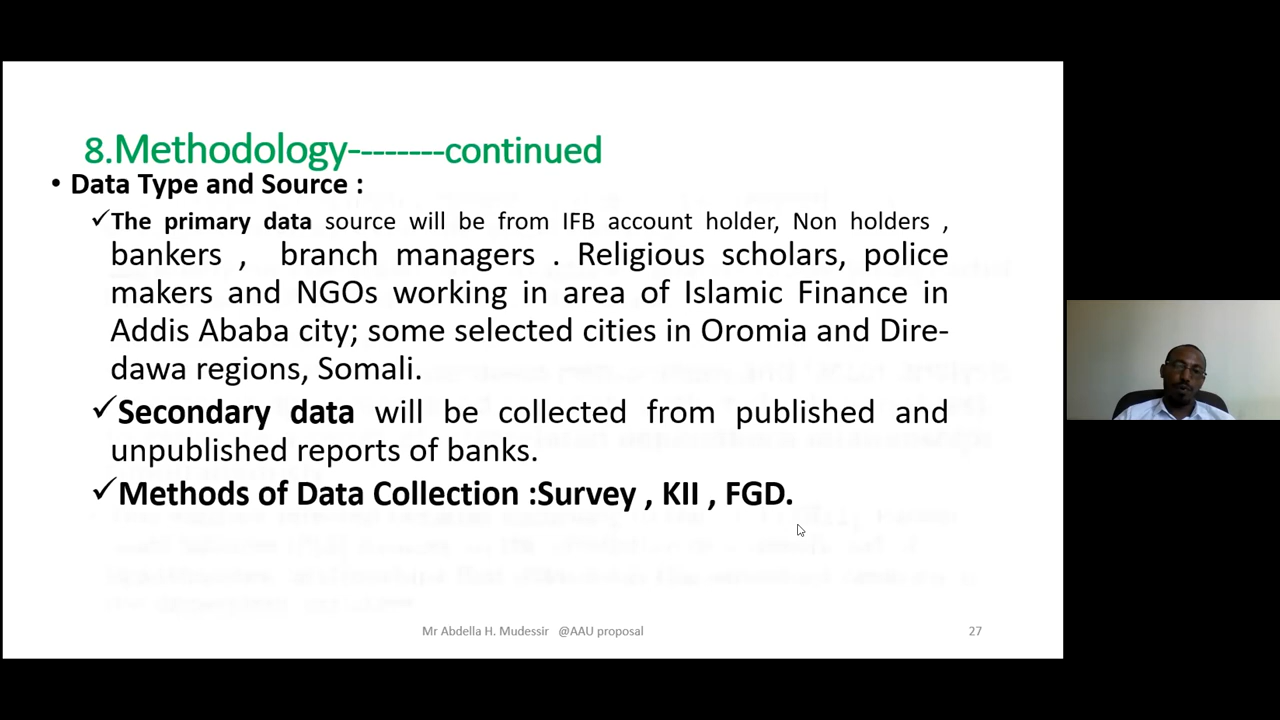 8.Methodology--------continued
• Data Type and Source :
✓The primary data source will be from IFB account holder, Non holders ,
bankers , branch managers . Religious scholars, police
makers and NGOs working in area of Islamic Finance in
Addis Ababa city; some selected cities in Oromia and Dire-
dawa regions, Somali.
✓Secondary data will be collected from published and
unpublished reports of banks.
✓Methods of Data Collection :Survey , KII , FGD.
Mr Abdella H. Mudessir @AAU proposal
27